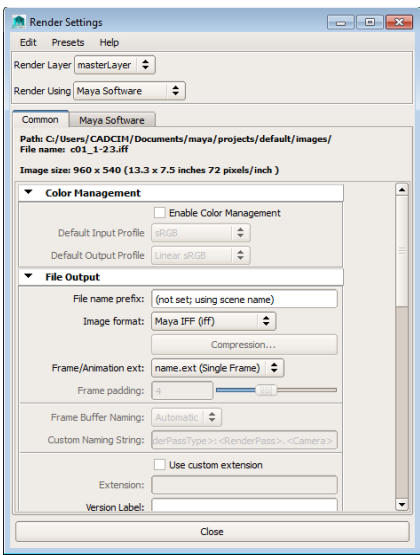 Render Settings
Edit Presets Help
Render Layer masterLayer
Render Using Maya Software
Common Maya Software
Path: C:/Users/CADCIM/Documents/maya/projects/default/images/
File name: c01_1-23.iff
Image size: 960 x 540 (13.3 x 7.5 inches 72 pixels/inch )
Color Management
Enable Color Management
Default Input Profile sRGB
Default Output Profile Linear sRGB
File Output
File name prefix: (not set; using scene name)
Image format: Maya IFF (iff)
Compression...
Frame/Animation ext: name.ext (Single Frame)
Frame padding: 4
Frame Buffer Naming: Automatic
Custom Naming String: derPassType>:<RenderPass>.<Camera>
Use custom extension
Extension:
Version Label:
Close